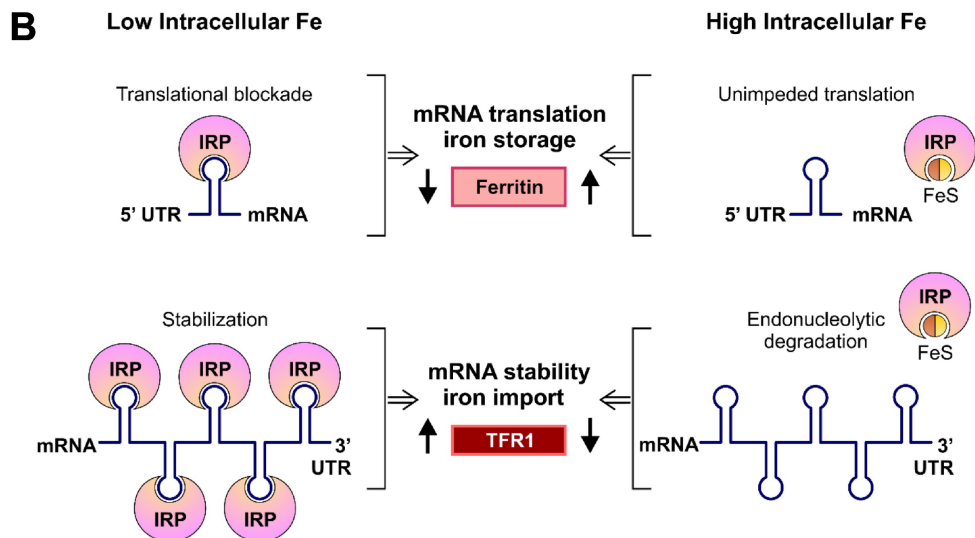 B
Low Intracellular Fe
High Intracellular Fe
Translational blockade
IRP
5’ UTR
mRNA
mRNA translation
iron storage
Ferritin
Unimpeded translation
IRP
FeS
5’ UTR
mRNA
Stabilization
IRP
IRP
IRP
mRNA
3’
UTR
IRP
IRP
mRNA stability
iron import
TFR1
Endonucleolytic
degradation
IRP
FeS
mRNA
3’
UTR